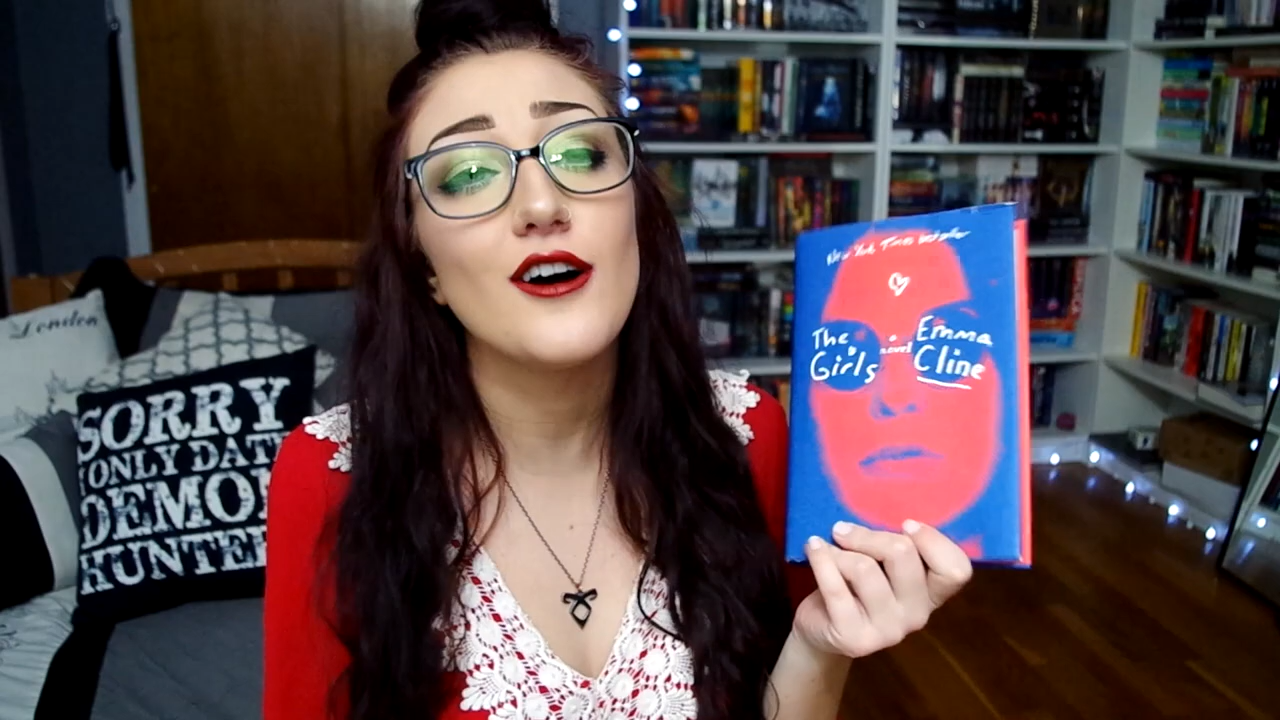 London
SORRY
I ONLY DATE
DEMON
HUNTER
New York Times bestseller
The
Girls
a novel
Emma
Cline